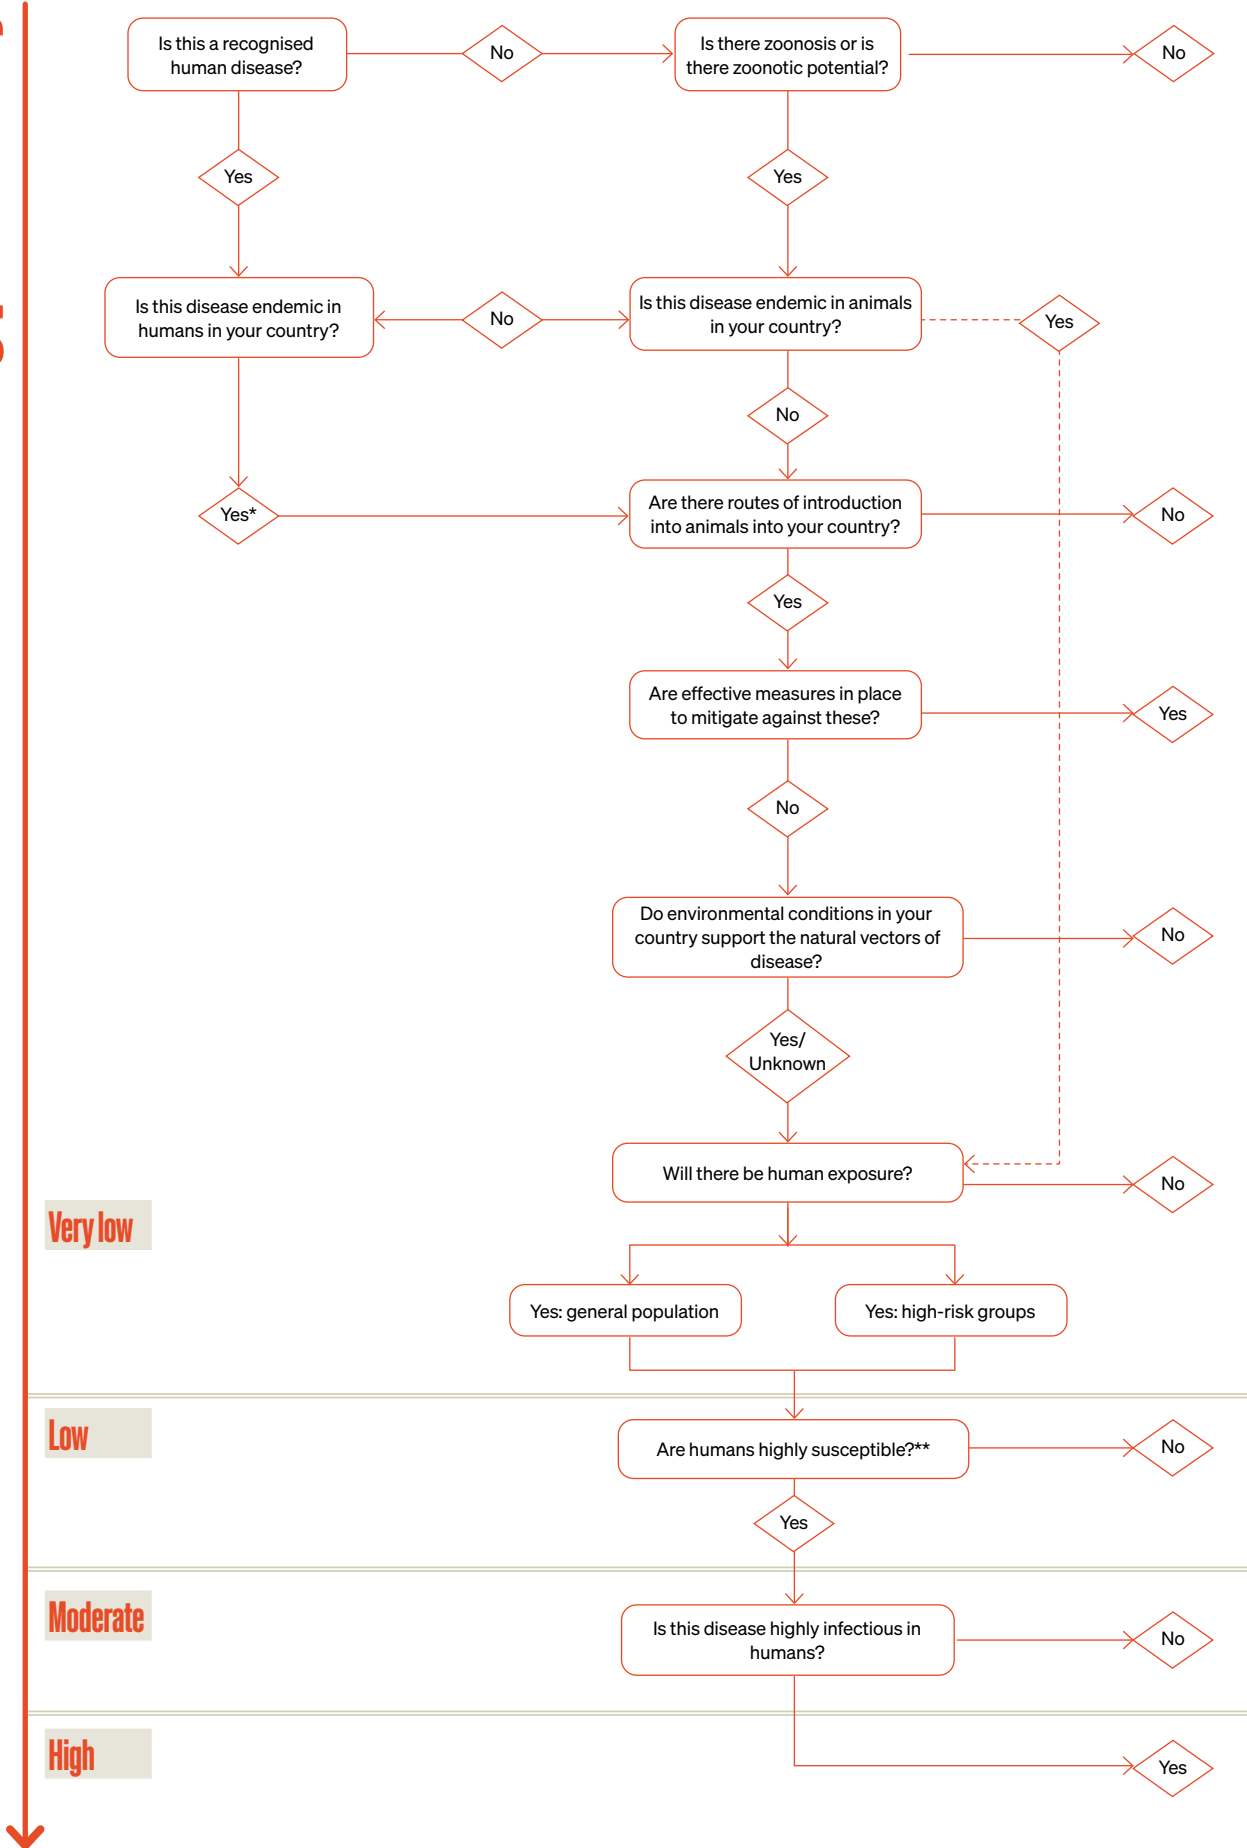 Is this a recognised
human disease?
No
Is there zoonosis or is
there zoonotic potential?
No
Yes
Yes
Is this disease endemic in
humans in your country?
No
Is this disease endemic in animals
in your country?
Yes
No
Yes*
Are there routes of introduction
into animals into your country?
No
Yes
Are effective measures in place
to mitigate against these?
Yes
No
Do environmental conditions in your
country support the natural vectors of
disease?
No
Yes/
Unknown
Will there be human exposure?
No
Very low
Yes: general population
Yes: high-risk groups
Low
Are humans highly susceptible?**
No
Yes
Moderate
Is this disease highly infectious in
humans?
No
High
Yes